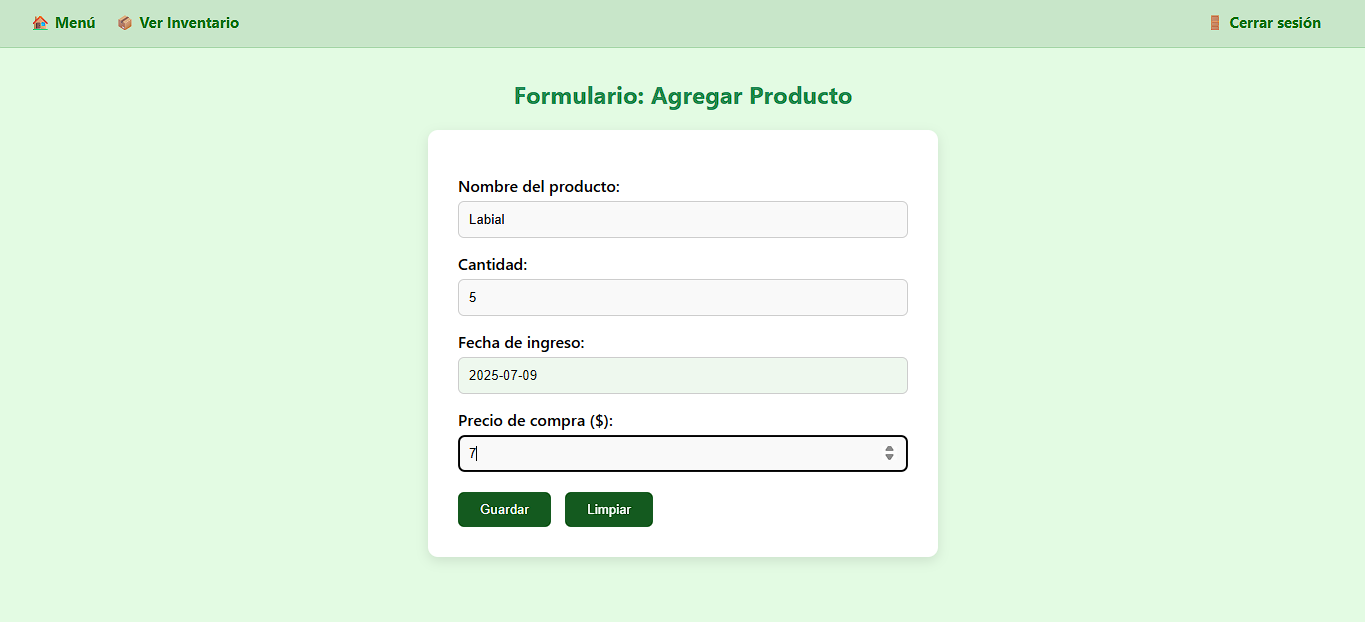 Menú Ver Inventario Cerrar sesión
Formulario: Agregar Producto
Nombre del producto:
Labial
Cantidad:
5
Fecha de ingreso:
2025-07-09
Precio de compra ($):
7
Guardar Limpiar